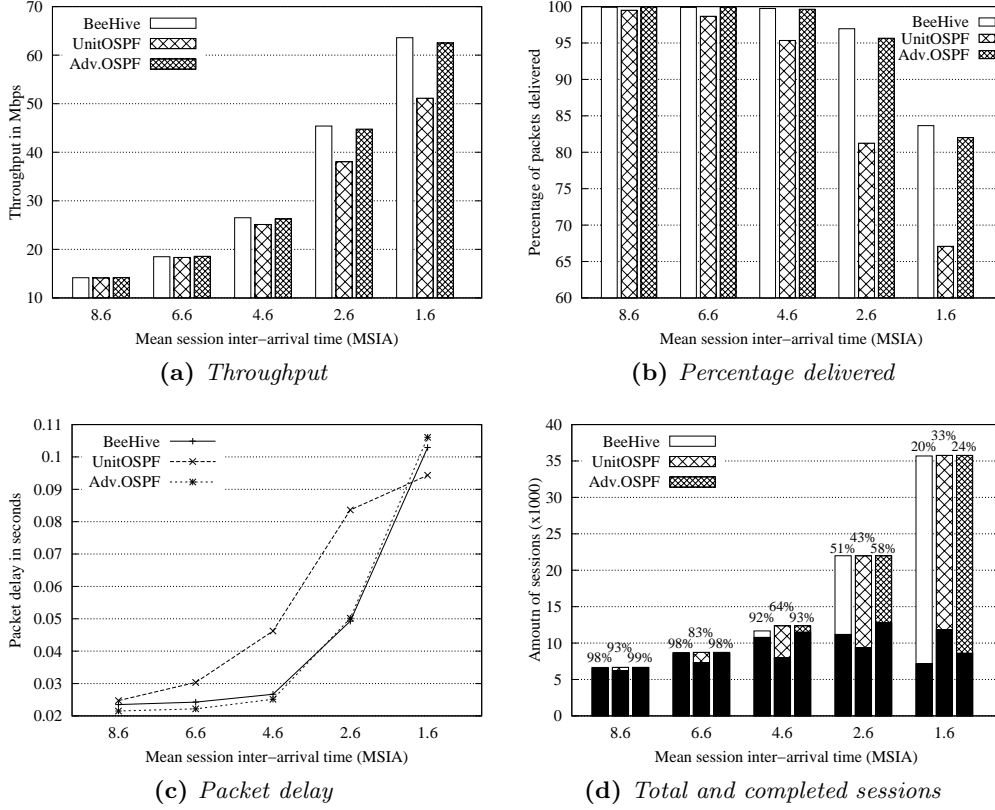 70
60
50
40
30
20
10
Throughput in Mbps
BeeHive
UnitOSPF
Adv.OSPF
8.6 6.6 4.6 2.6 1.6
Mean session inter-arrival time (MSIA)
(a) Throughput
100
95
90
85
80
75
70
65
60
Percentage of packets delivered
BeeHive
UnitOSPF
Adv.OSPF
8.6 6.6 4.6 2.6 1.6
Mean session inter-arrival time (MSIA)
(b) Percentage delivered
0.11
0.1
0.09
0.08
0.07
0.06
0.05
0.04
0.03
0.02
Packet delay in seconds
BeeHive
UnitOSPF
Adv.OSPF
8.6 6.6 4.6 2.6 1.6
Mean session inter-arrival time (MSIA)
(c) Packet delay
40
35
30
25
20
15
10
5
0
Anoutn of sessions (x1000)
BeeHive
UnitOSPF
Adv.OSPF
98% 93% 99%
98% 83% 98%
92% 64% 93%
51% 43% 58%
20% 33% 24%
8.6 6.6 4.6 2.6 1.6
Mean session inter-arrival time (MSIA)
(d) Total and completed sessions